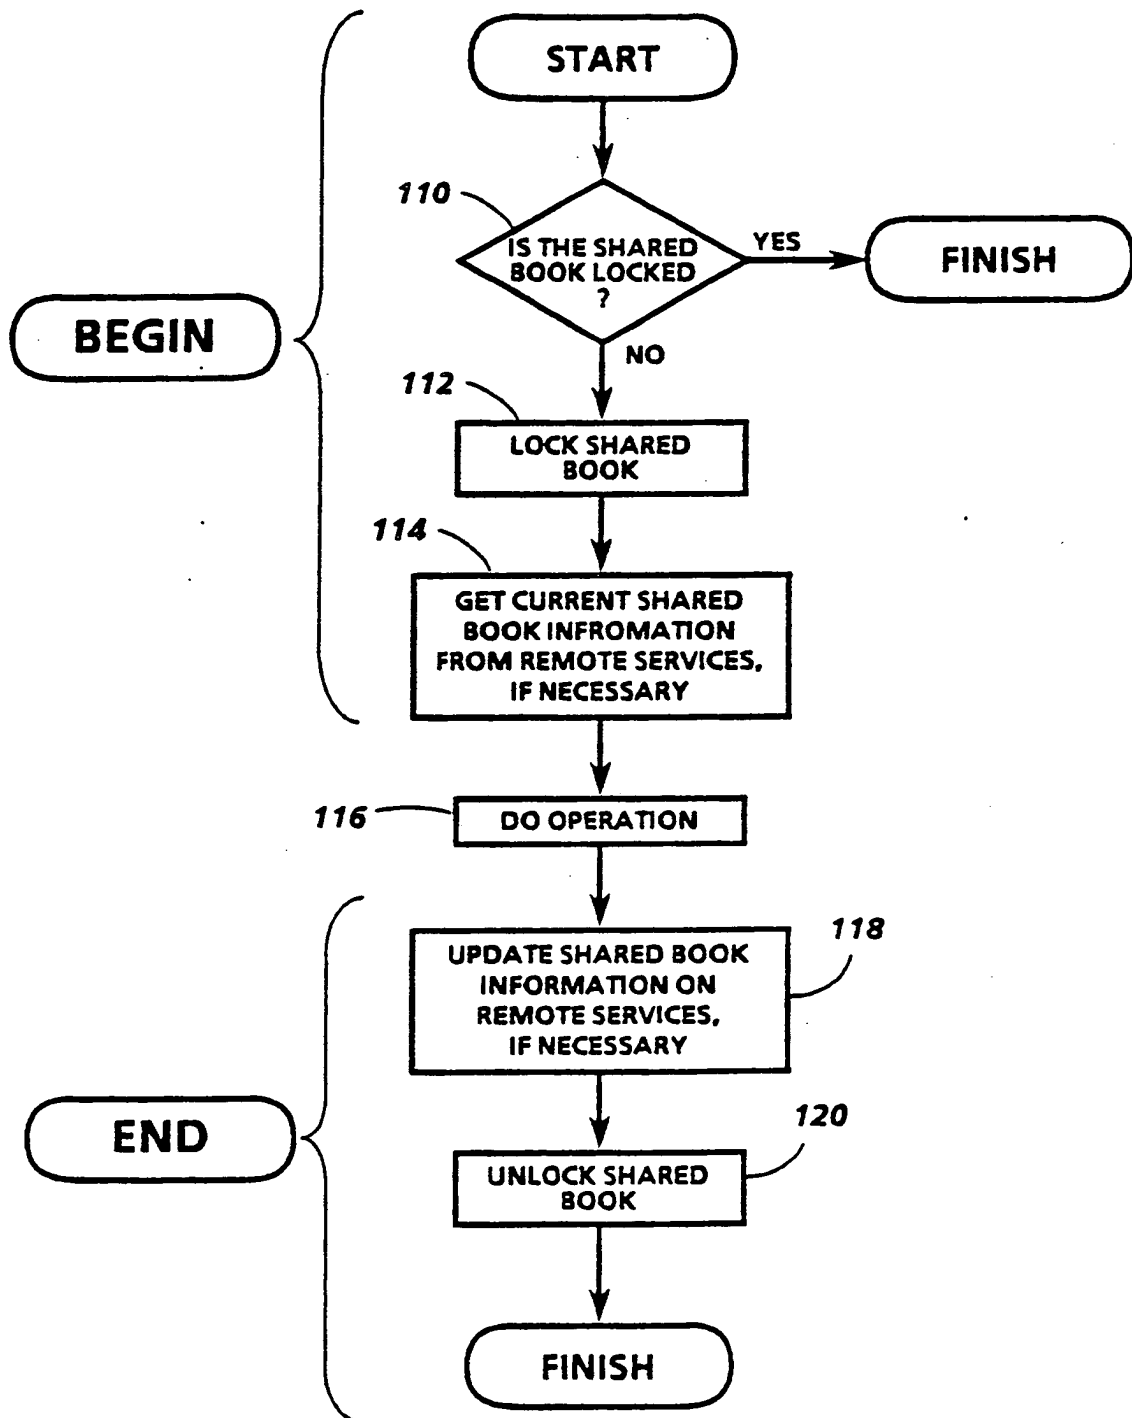 START
110
IS THE SHARED
BOOK LOCKED
?
YES
FINISH
BEGIN
NO
112
LOCK SHARED
BOOK
114
GET CURRENT SHARED
BOOK INFROMATION
FROM REMOTE SERVICES,
IF NECESSARY
116
DO OPERATION
118
UPDATE SHARED BOOK
INFORMATION ON
REMOTE SERVICES,
IF NECESSARY
END
120
UNLOCK SHARED
BOOK
FINISH